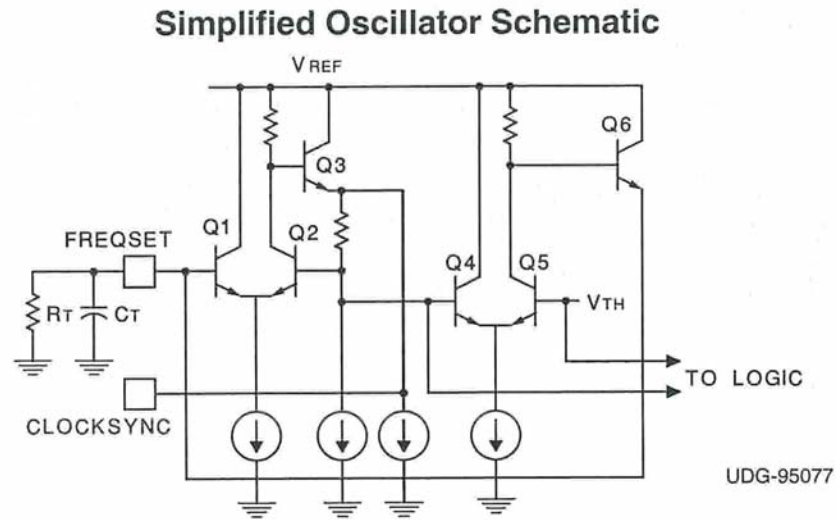 Simplified Oscillator Schematic
VREF
Q6
Q3
Q1
Q2
FREQSET
Q4
Q5
RT
CT
VTH
TO LOGIC
CLOCKSYNC
UDG-95077